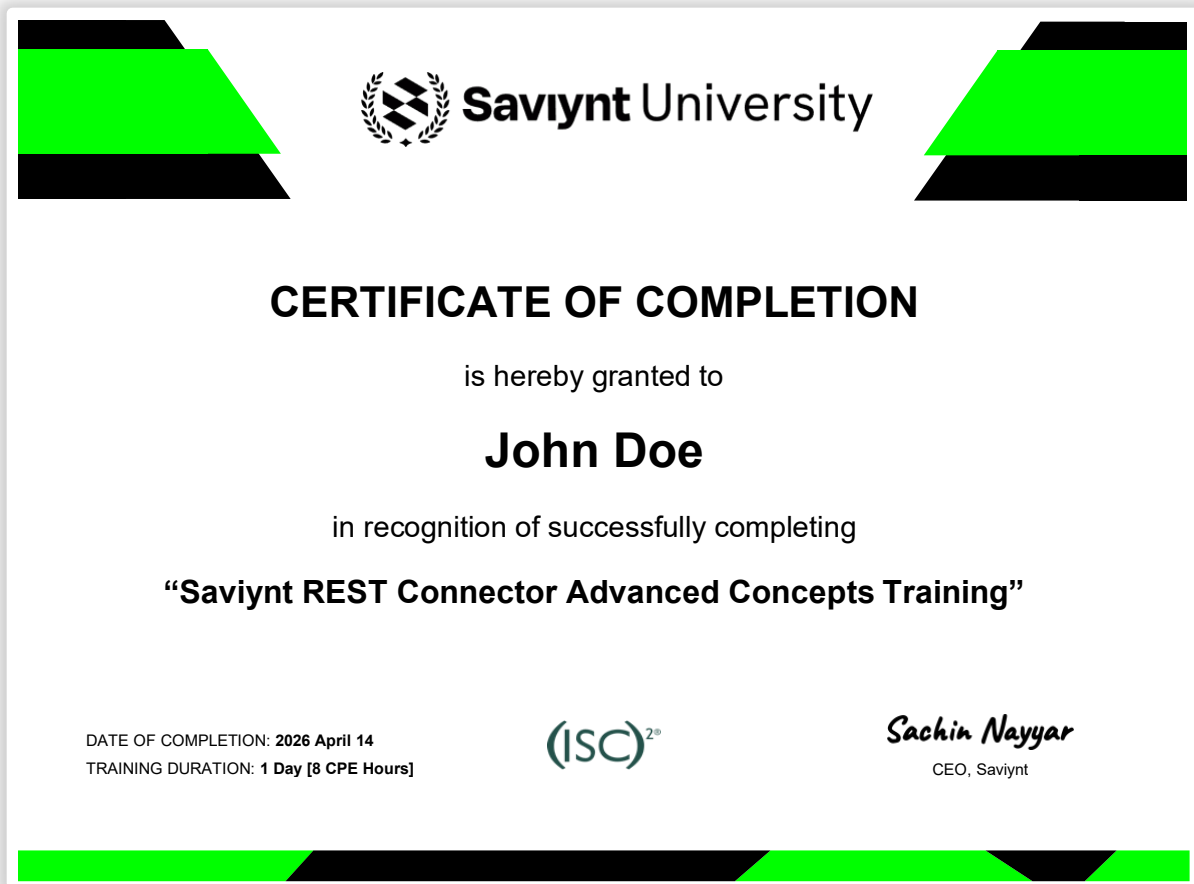 Savıynt University
CERTIFICATE OF COMPLETION
is hereby granted to
John Doe
in recognition of successfully completing
“Saviynt REST Connector Advanced Concepts Training”
DATE OF COMPLETION: 2026 April 14
TRAINING DURATION: 1 Day [8 CPE Hours]
(ISC)²®
Sachin Nayyar
CEO, Saviynt